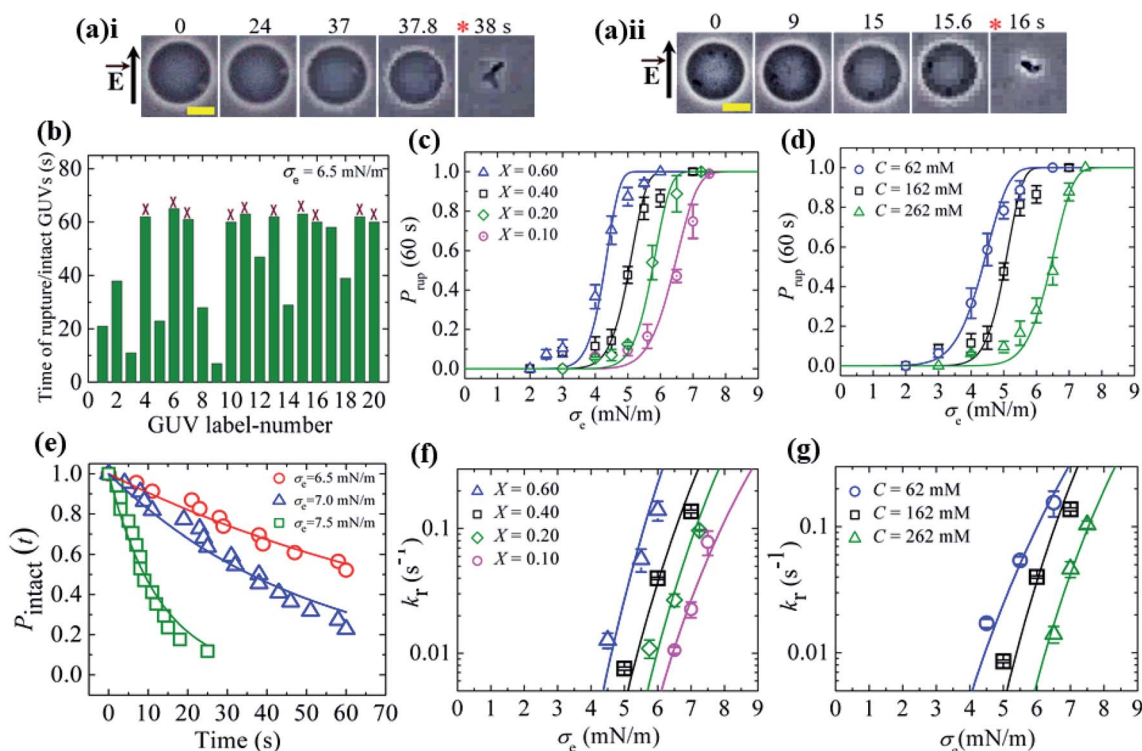 (a)i
0 24 37 37.8 * 38 s
E
(a)ii
0 9 15 15.6 * 16 s
E
(b)
Time of rupture/intact GUVs (s)
80
60
40
20
0
σe = 6.5 mN/m
X X X X X X X X X X
0 2 4 6 8 10 12 14 16 18 20
GUV label-number
(c)
Prup (60 s)
1.0
0.8
0.6
0.4
0.2
0.0
X = 0.60
X = 0.40
X = 0.20
X = 0.10
0 1 2 3 4 5 6 7 8 9
σe (mN/m)
(d)
Prup (60 s)
1.0
0.8
0.6
0.4
0.2
0.0
C = 62 mM
C = 162 mM
C = 262 mM
0 1 2 3 4 5 6 7 8 9
σe (mN/m)
(e)
Pintact (t)
1.0
0.8
0.6
0.4
0.2
0.0
σe=6.5 mN/m
σe=7.0 mN/m
σe=7.5 mN/m
0 10 20 30 40 50 60 70
Time (s)
(f)
kr (s⁻¹)
0.1
0.01
X = 0.60
X = 0.40
X = 0.20
X = 0.10
0 1 2 3 4 5 6 7 8 9
σe (mN/m)
(g)
kr (s⁻¹)
0.1
0.01
C = 62 mM
C = 162 mM
C = 262 mM
0 1 2 3 4 5 6 7 8 9
σe (mN/m)